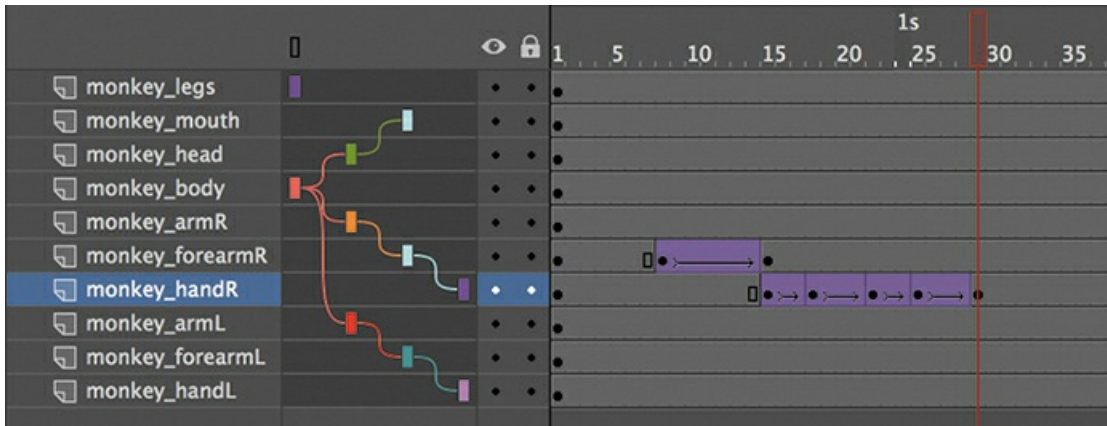 1s
1 5 10 15 20 25 30 35
monkey_legs
monkey_mouth
monkey_head
monkey_body
monkey_armR
monkey_forearmR
monkey_handR
monkey_armL
monkey_forearmL
monkey_handL